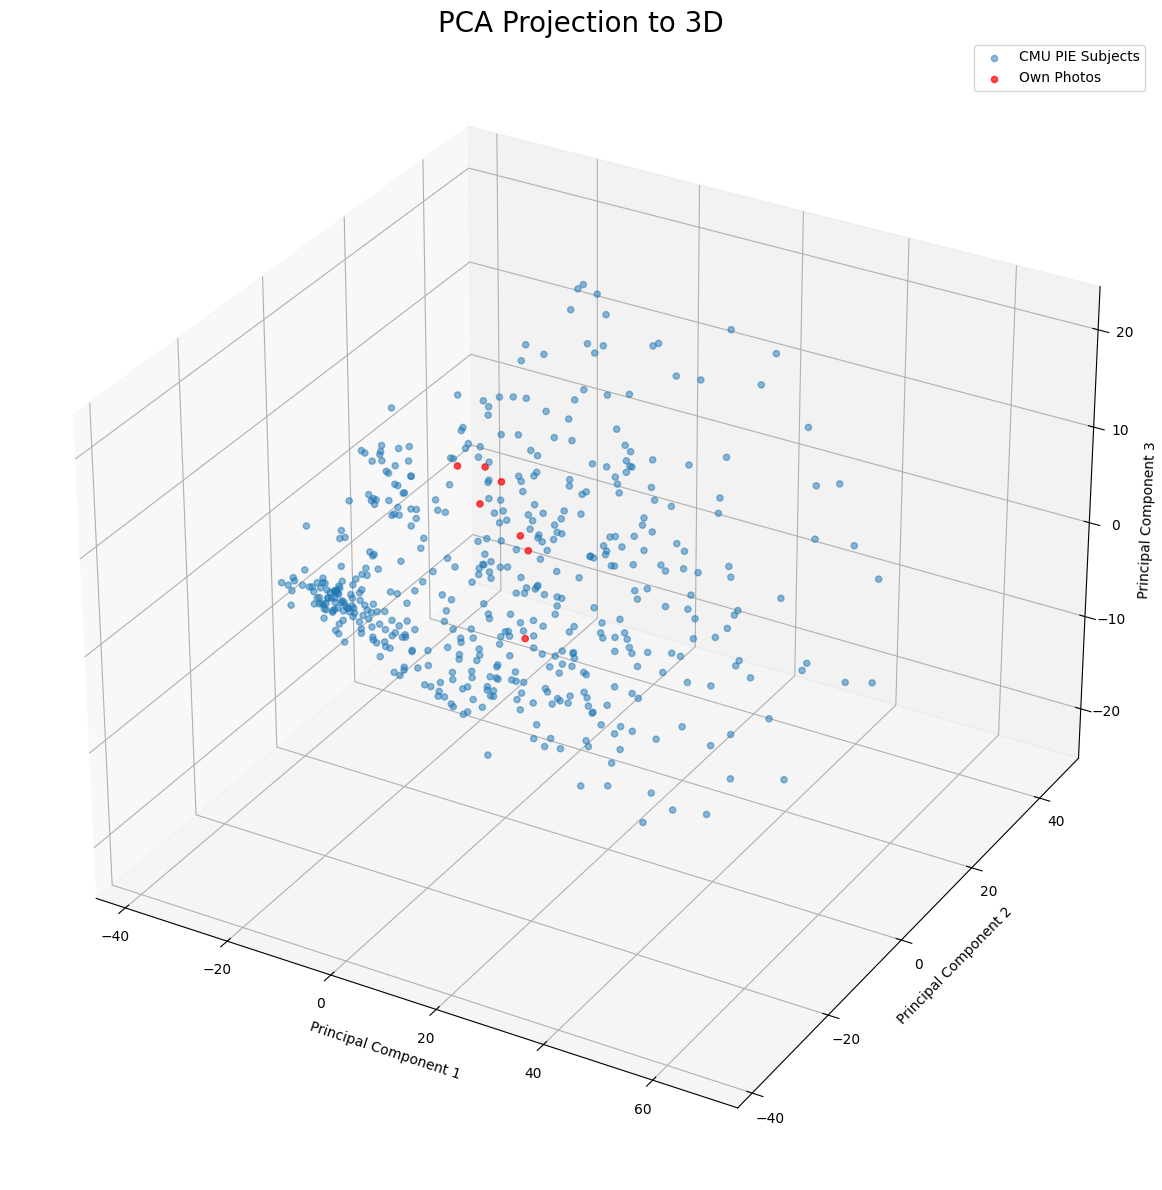 PCA Projection to 3D
CMU PIE Subjects
Own Photos
20
10
0
−10
−20
Principal Component 3
40
20
0
−20
−40
Principal Component 2
−40
−20
0
20
40
60
Principal Component 1